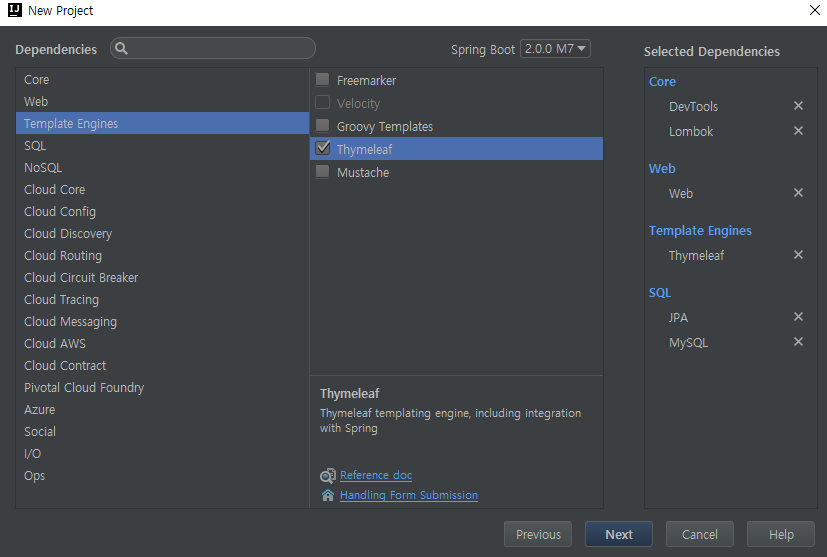 New Project
Dependencies
Spring Boot 2.0.0 M7
Selected Dependencies
Core
Web
Template Engines
SQL
NoSQL
Cloud Core
Cloud Config
Cloud Discovery
Cloud Routing
Cloud Circuit Breaker
Cloud Tracing
Cloud Messaging
Cloud AWS
Cloud Contract
Pivotal Cloud Foundry
Azure
Social
I/O
Ops
Freemarker
Velocity
Groovy Templates
Thymeleaf
Mustache
Thymeleaf
Thymeleaf templating engine, including integration
with Spring
Reference doc
Handling Form Submission
Core
DevTools
Lombok
Web
Web
Template Engines
Thymeleaf
SQL
JPA
MySQL
Previous
Next
Cancel
Help